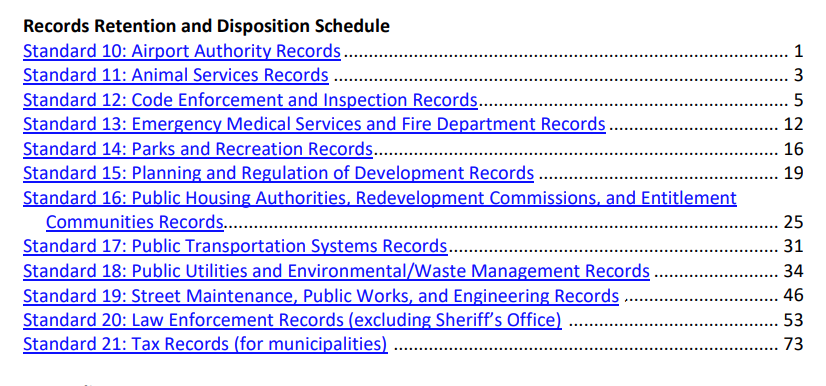 Records Retention and Disposition Schedule
Standard 10: Airport Authority Records ........................................................................ 1
Standard 11: Animal Services Records ........................................................................ 3
Standard 12: Code Enforcement and Inspection Records ................................................ 5
Standard 13: Emergency Medical Services and Fire Department Records ........................... 12
Standard 14: Parks and Recreation Records ................................................................. 16
Standard 15: Planning and Regulation of Development Records ....................................... 19
Standard 16: Public Housing Authorities, Redevelopment Commissions, and Entitlement
Communities Records ............................................................................................ 25
Standard 17: Public Transportation Systems Records ..................................................... 31
Standard 18: Public Utilities and Environmental/Waste Management Records .................... 34
Standard 19: Street Maintenance, Public Works, and Engineering Records ......................... 46
Standard 20: Law Enforcement Records (excluding Sheriff's Office) .................................. 53
Standard 21: Tax Records (for municipalities) .............................................................. 73